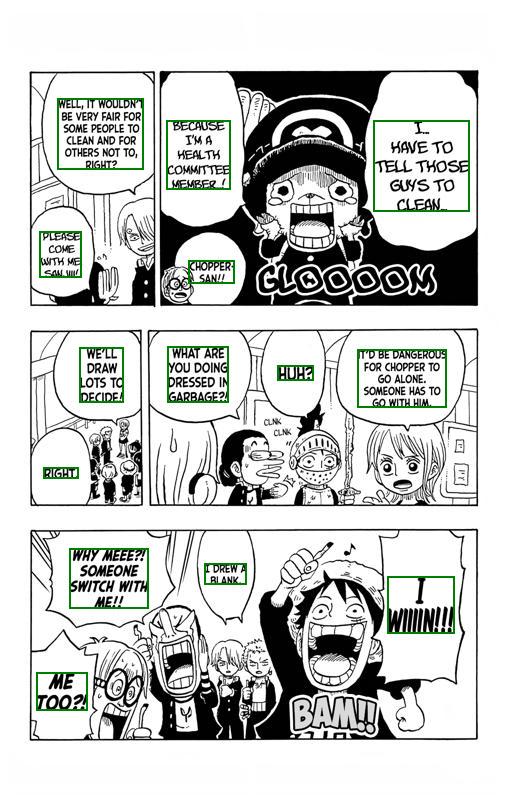 I...
HAVE TO
TELL THOSE
GUYS TO
CLEAN...
BECAUSE
I'M A
HEALTH
COMMITTEE
MEMBER !
GLOOOOM
CHOPPER-
SAN!!
WELL, IT WOULDN'T
BE VERY FAIR FOR
SOME PEOPLE TO
CLEAN AND FOR
OTHERS NOT TO,
RIGHT?
PLEASE
COME
WITH ME
IT'D BE DANGEROUS
FOR CHOPPER TO
GO ALONE.
SOMEONE HAS TO
GO WITH HIM.
HUH?
CLNK
CLNK
WHAT ARE
YOU DOING
DRESSED IN
GARBAGE?!
WE'LL
DRAW
LOTS TO
DECIDE!
RIGHT.
I
WIIIN!!!
BAM!!
I DREW A
BLANK.
WHY MEEE?!
SOMEONE
SWITCH WITH
ME!!
ME
TOO?!